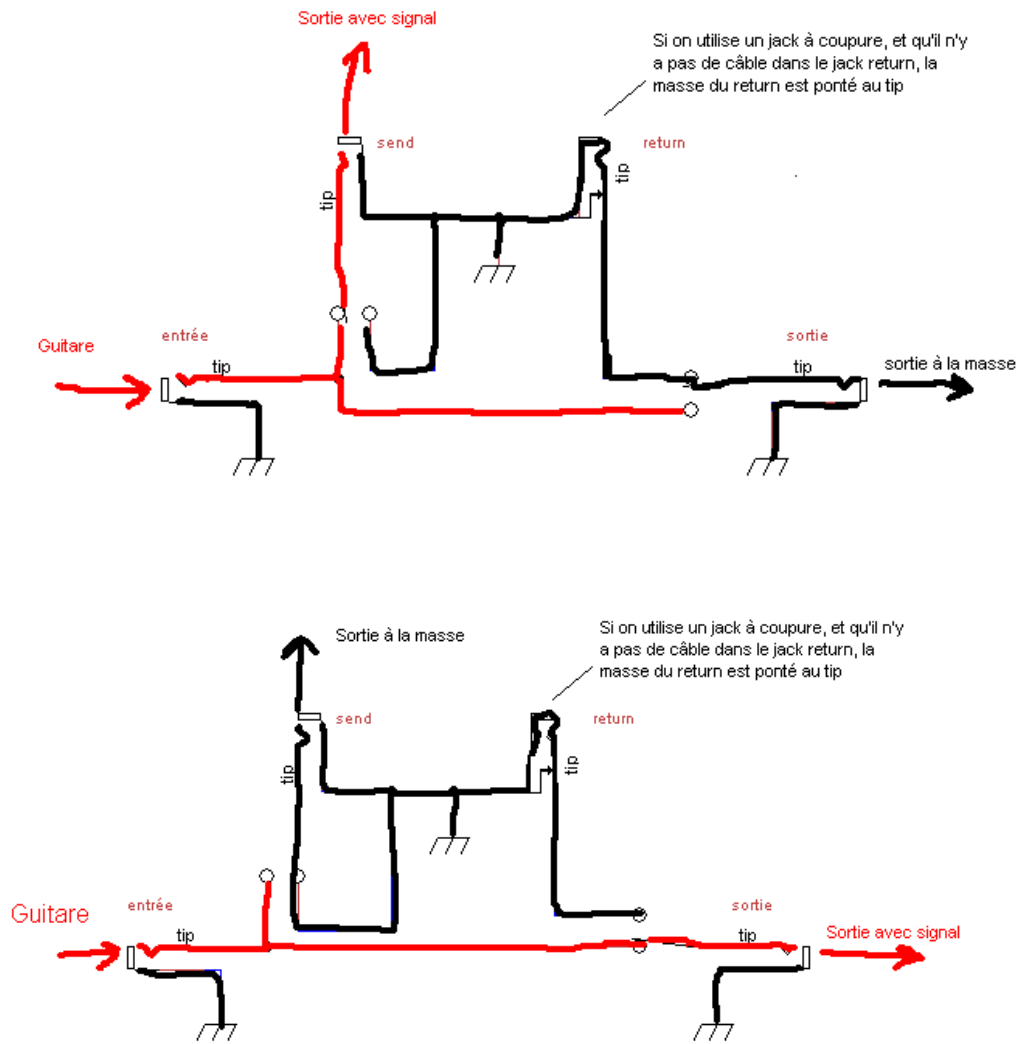 Sortie avec signal
Si on utilise un jack à coupure, et qu'il n'y
a pas de câble dans le jack return, la
masse du return est ponté au tip
send
return
tip
tip
entrée
sortie
Guitare
tip
tip
sortie à la masse
Sortie à la masse
Si on utilise un jack à coupure, et qu'il n'y
a pas de câble dans le jack return, la
masse du return est ponté au tip
send
return
tip
tip
Guitare
entrée
sortie
tip
tip
Sortie avec signal